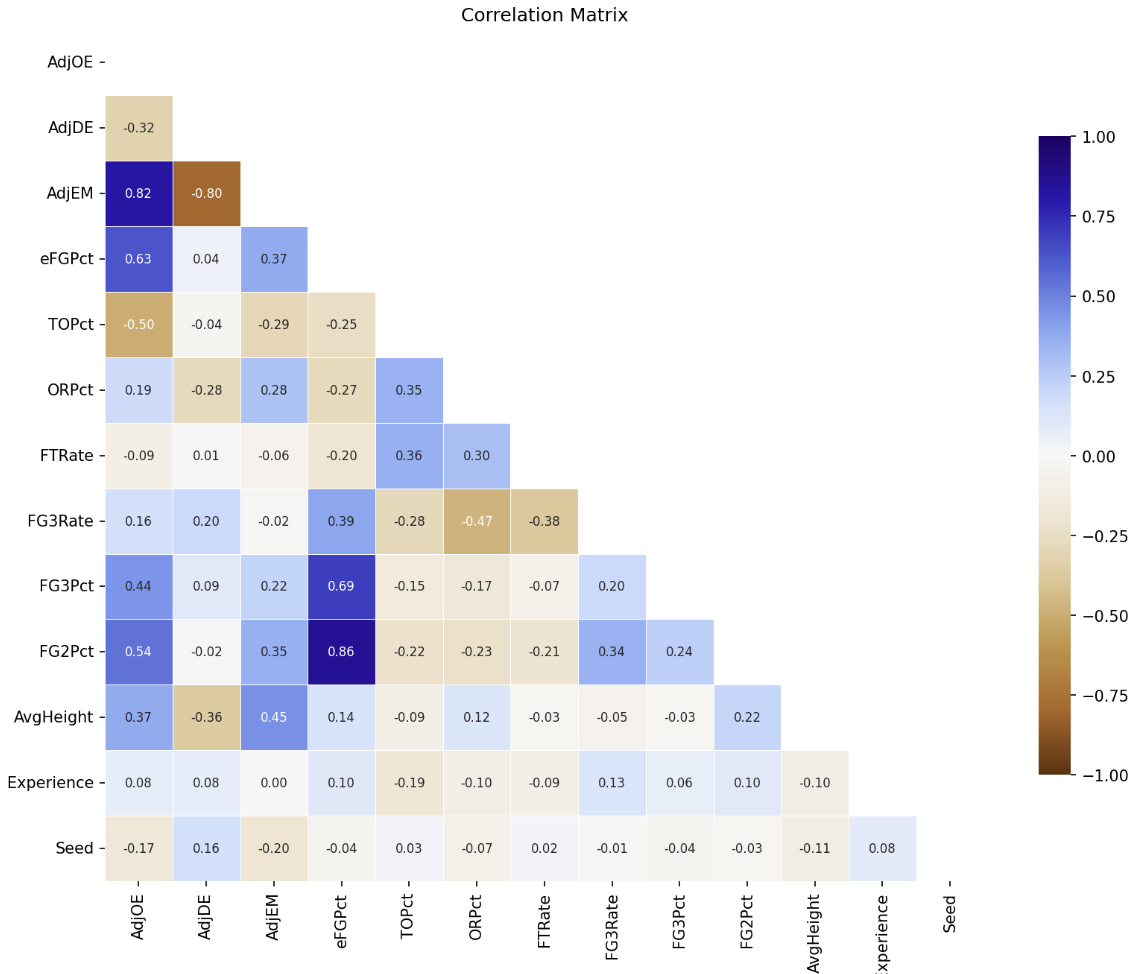 Correlation Matrix
AdjOE
AdjDE -0.32
AdjEM 0.82 -0.80
eFGPct 0.63 0.04 0.37
TOPct -0.50 -0.04 -0.29 -0.25
ORPct 0.19 -0.28 0.28 -0.27 0.35
FTRate -0.09 0.01 -0.06 -0.20 0.36 0.30
FG3Rate 0.16 0.20 -0.02 0.39 -0.28 -0.47 -0.38
FG3Pct 0.44 0.09 0.22 0.69 -0.15 -0.17 -0.07 0.20
FG2Pct 0.54 -0.02 0.35 0.86 -0.22 -0.23 -0.21 0.34 0.24
AvgHeight 0.37 -0.36 0.45 0.14 -0.09 0.12 -0.03 -0.05 -0.03 0.22
Experience 0.08 0.08 0.00 0.10 -0.19 -0.10 -0.09 0.13 0.06 0.10 -0.10
Seed -0.17 0.16 -0.20 -0.04 0.03 -0.07 0.02 -0.01 -0.04 -0.03 -0.11 0.08
AdjOE AdjDE AdjEM eFGPct TOPct ORPct FTRate FG3Rate FG3Pct FG2Pct AvgHeight xperience Seed
1.00
0.75
0.50
0.25
0.00
−0.25
−0.50
−0.75
−1.00